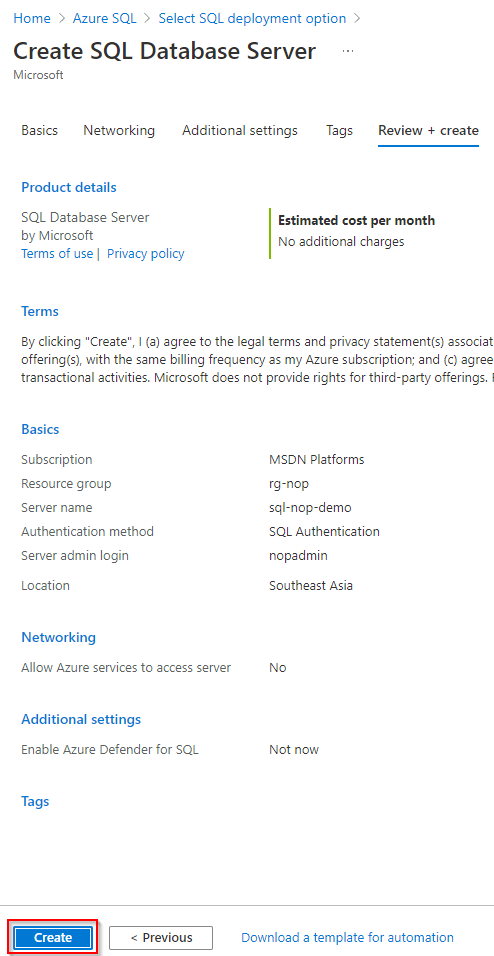 Home > Azure SQL > Select SQL deployment option >
Create SQL Database Server ...
Microsoft
Basics Networking Additional settings Tags Review + create
Product details
SQL Database Server
by Microsoft
Terms of use | Privacy policy
Estimated cost per month
No additional charges
Terms
By clicking "Create", I (a) agree to the legal terms and privacy statement(s) associat
offering(s), with the same billing frequency as my Azure subscription; and (c) agree
transactional activities. Microsoft does not provide rights for third-party offerings.
Basics
Subscription MSDN Platforms
Resource group rg-nop
Server name sql-nop-demo
Authentication method SQL Authentication
Server admin login nopadmin
Location Southeast Asia
Networking
Allow Azure services to access server No
Additional settings
Enable Azure Defender for SQL Not now
Tags
Create < Previous Download a template for automation